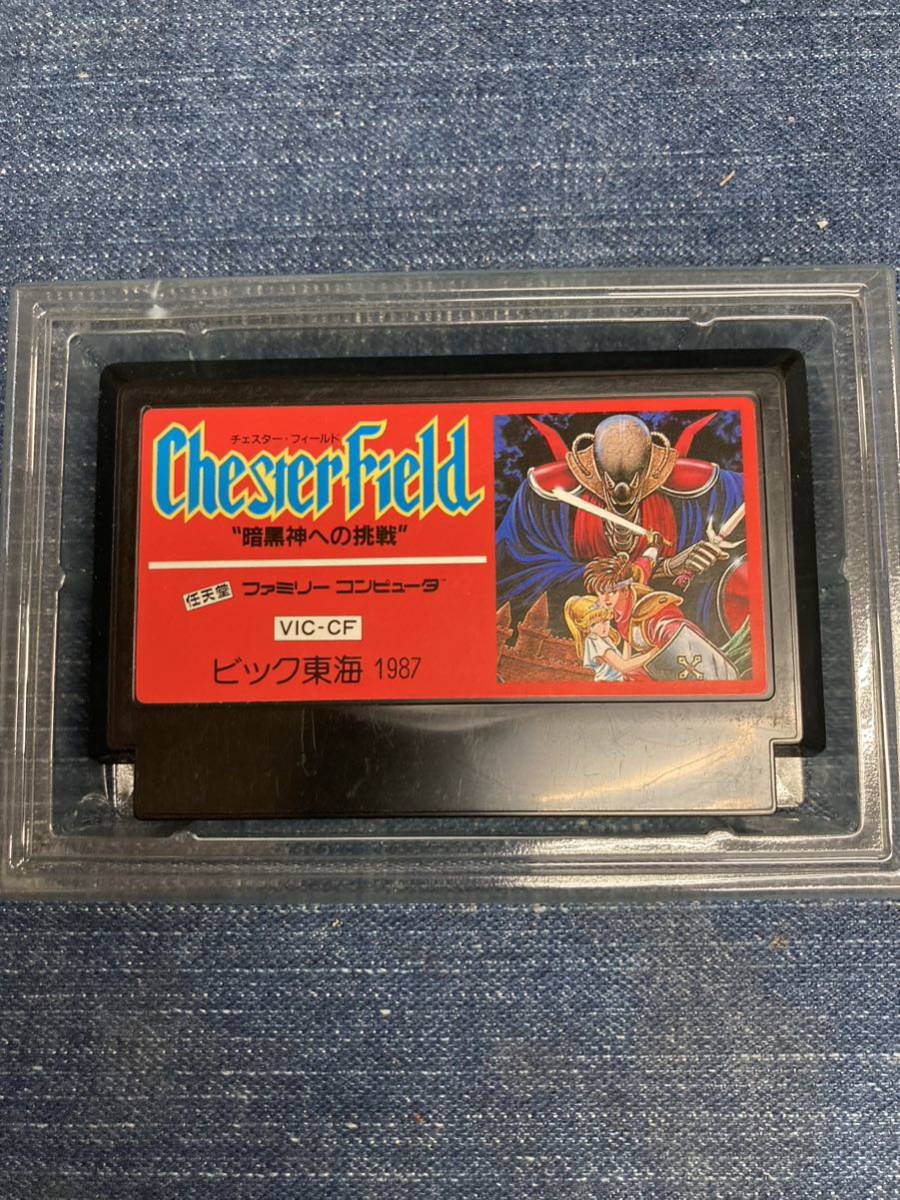 チェスター・フィールド
ChesterField
"暗黒神への挑戦"
任天堂 ファミリー コンピュータ
VIC-CF
ビック東海 1987